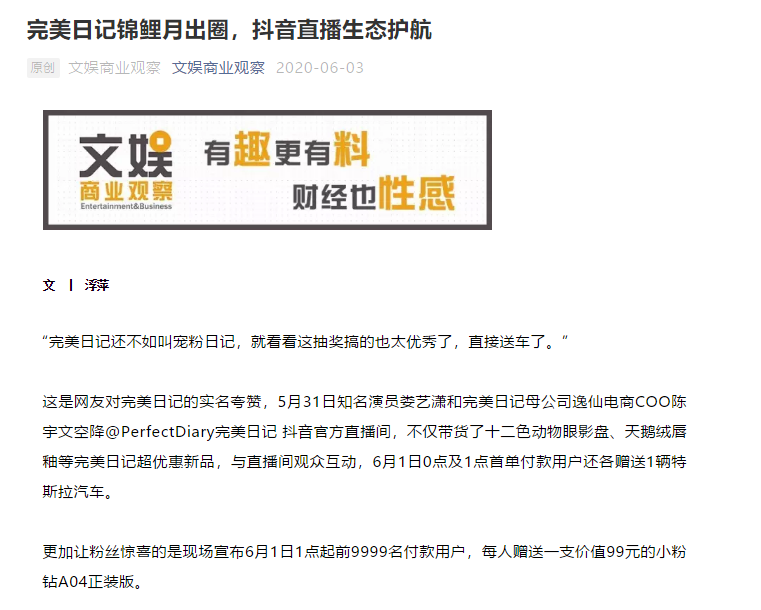 完美日记锦鲤月出圈，抖音直播生态护航
原创 文娱商业观察 文娱商业观察 2020-06-03
文娱 有趣更有料
商业观察 财经也性感
Entertainment&Business
文 | 浮萍
“完美日记还不如叫宠粉日记，就看看这抽奖搞的也太优秀了，直接送车了。”
这是网友对完美日记的实名夸赞，5月31日知名演员娄艺潇和完美日记母公司逸仙电商COO陈
宇文空降@PerfectDiary完美日记 抖音官方直播间，不仅带货了十二色动物眼影盘、天鹅绒唇
釉等完美日记超优惠新品，与直播间观众互动，6月1日0点及1点首单付款用户还各赠送1辆特
斯拉汽车。
更加让粉丝惊喜的是现场宣布6月1日1点起前9999名付款用户，每人赠送一支价值99元的小粉
钻A04正装版。